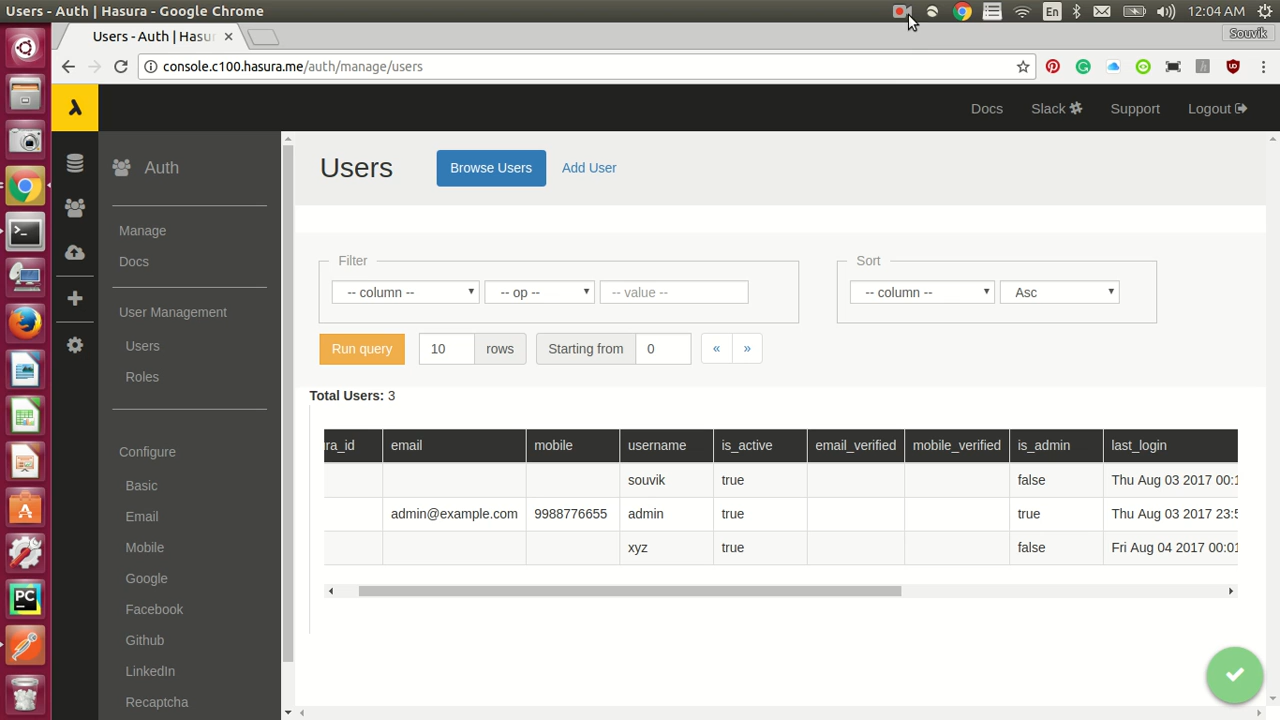 Users - Auth | Hasura - Google Chrome
En
12:04 AM
Users - Auth | Hasur
Souvik
console.c100.hasura.me/auth/manage/users
Docs
Slack
Support
Logout
Auth
Manage
Docs
User Management
Users
Roles
Configure
Basic
Email
Mobile
Google
Facebook
Github
LinkedIn
Recaptcha
Users
Browse Users
Add User
Filter
-- column --
-- op --
-- value --
Sort
-- column --
Asc
Run query
10 rows
Starting from 0
« »
Total Users: 3
ura_id email mobile username is_active email_verified mobile_verified is_admin last_login
souvik true false Thu Aug 03 2017 00:1
admin@example.com 9988776655 admin true true Thu Aug 03 2017 23:5
xyz true false Fri Aug 04 2017 00:01
PC